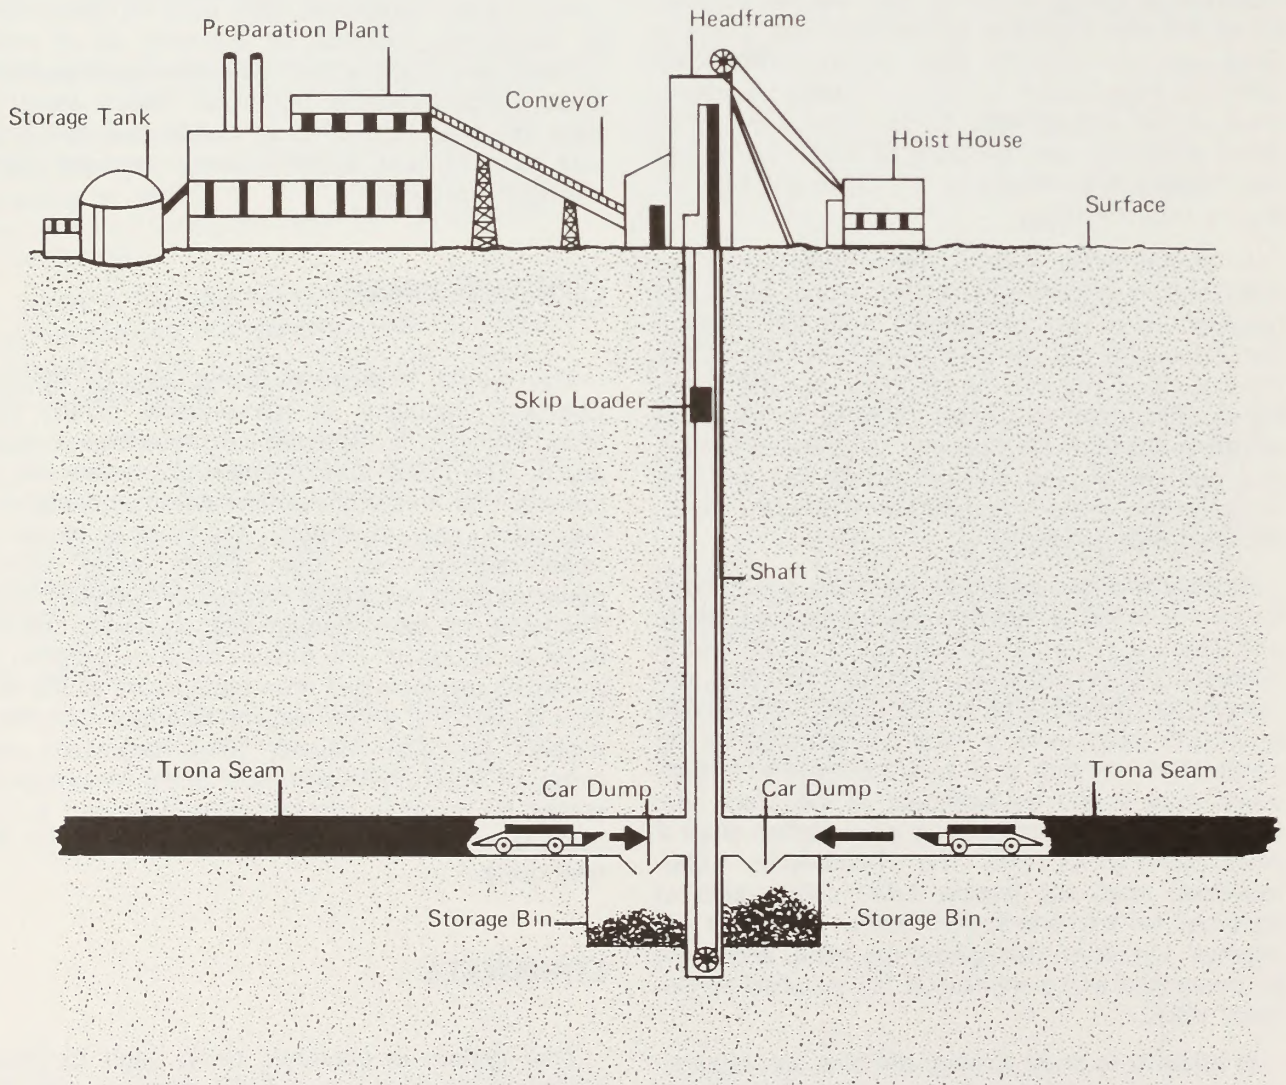 Headframe
Preparation Plant
Conveyor
Storage Tank
Hoist House
Surface
Skip Loader
Shaft
Trona Seam
Car Dump
Car Dump
Trona Seam
Storage Bin
Storage Bin